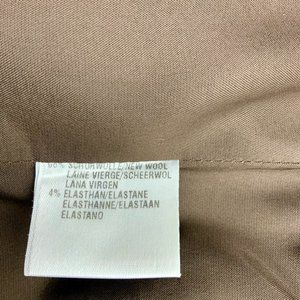 SCHURWOLLE/NEW WOOL
LAINE VIERGE/SCHEERWOL
LANA VIRGEN
4% ELASTHAN/ELASTANE
ELASTHANNE/ELASTAAN
ELASTANO